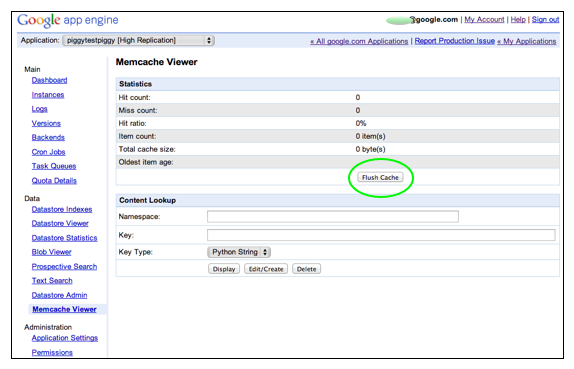 Google app engine
@google.com | My Account | Help | Sign out
Application: piggytestpiggy [High Replication]
« All google.com Applications | Report Production Issue « My Applications
Main
Dashboard
Instances
Logs
Versions
Backends
Cron Jobs
Task Queues
Quota Details
Data
Datastore Indexes
Datastore Viewer
Datastore Statistics
Blob Viewer
Prospective Search
Text Search
Datastore Admin
Memcache Viewer
Administration
Application Settings
Permissions
Memcache Viewer
Statistics
Hit count: 0
Miss count: 0
Hit ratio: 0%
Item count: 0 item(s)
Total cache size: 0 byte(s)
Oldest item age:
Flush Cache
Content Lookup
Namespace:
Key:
Key Type: Python String
Display Edit/Create Delete